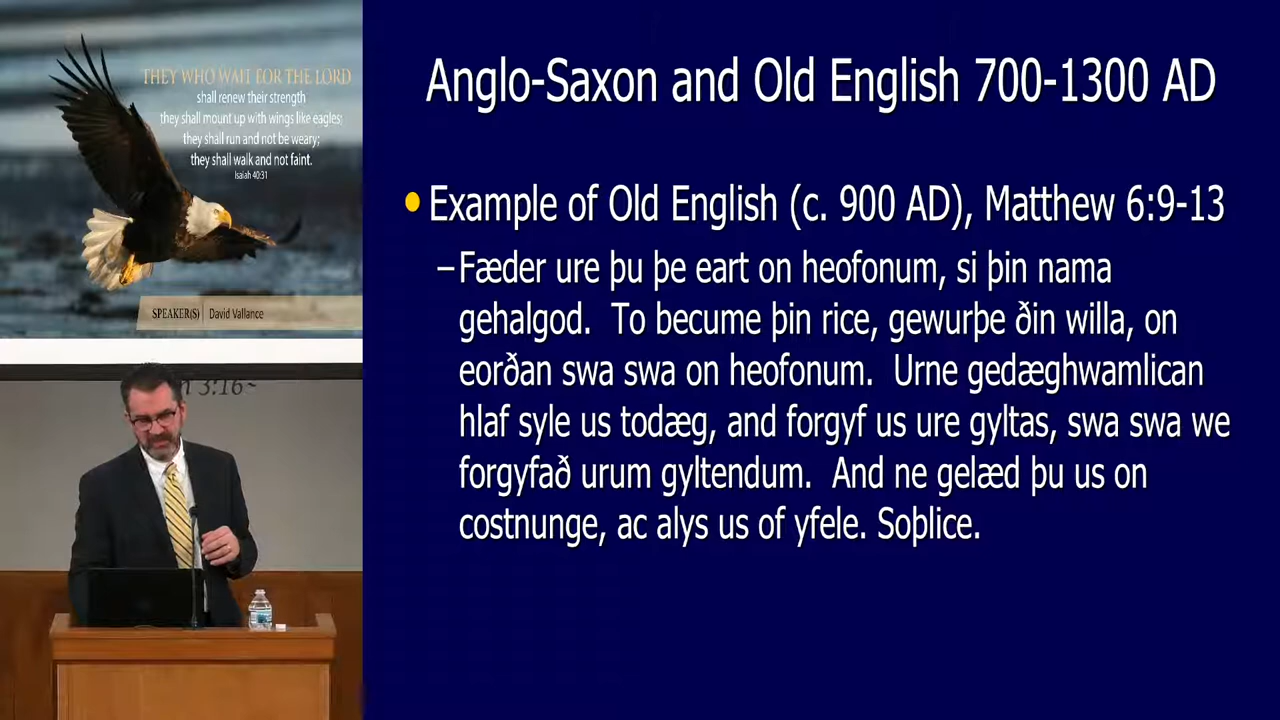 THEY WHO WAIT FOR THE LORD
shall renew their strength
they shall mount up with wings like eagles;
they shall run and not be weary;
they shall walk and not faint.
Isaiah 40:31
SPEAKER(S) David Vallance
3:16~
Anglo-Saxon and Old English 700-1300 AD
• Example of Old English (c. 900 AD), Matthew 6:9-13
–Fæder ure þu þe eart on heofonum, si þin nama
gehalgod. To becume þin rice, gewurþe ðin willa, on
eorðan swa swa on heofonum. Urne gedæghwamlican
hlaf syle us todæg, and forgyf us ure gyltas, swa swa we
forgyfað urum gyltendum. And ne gelæd þu us on
costnunge, ac alys us of yfele. Soþlice.